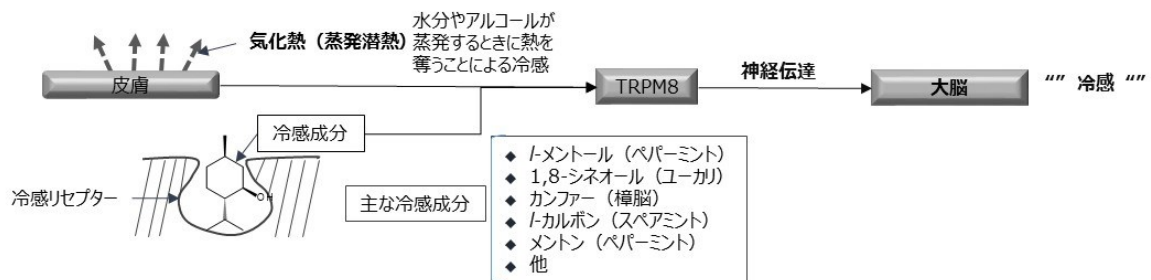 気化熱（蒸発潜熱）
水分やアルコールが
蒸発するときに熱を
奪うことによる冷感
皮膚
TRPM8
神経伝達
大脳
“” 冷感 “”
冷感成分
OH
冷感リセプター
主な冷感成分
◆ l-メントール（ペパーミント）
◆ 1,8-シネオール（ユーカリ）
◆ カンファー（樟脳）
◆ l-カルボン（スペアミント）
◆ メントン（ペパーミント）
◆ 他